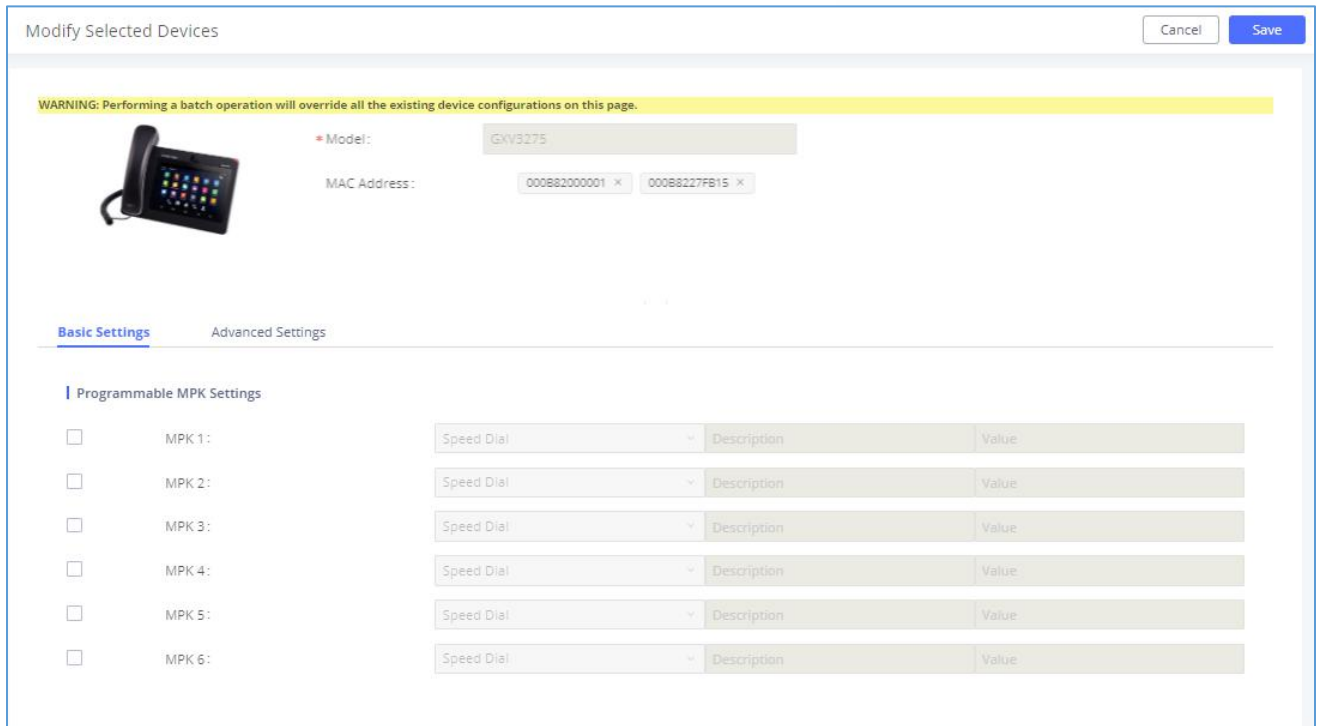 Modify Selected Devices Cancel Save
WARNING: Performing a batch operation will override all the existing device configurations on this page.
* Model: GXV3275
MAC Address: 000B82000001 × 000B8227FB15 ×
Basic Settings Advanced Settings
Programmable MPK Settings
MPK 1: Speed Dial Description Value
MPK 2: Speed Dial Description Value
MPK 3: Speed Dial Description Value
MPK 4: Speed Dial Description Value
MPK 5: Speed Dial Description Value
MPK 6: Speed Dial Description Value